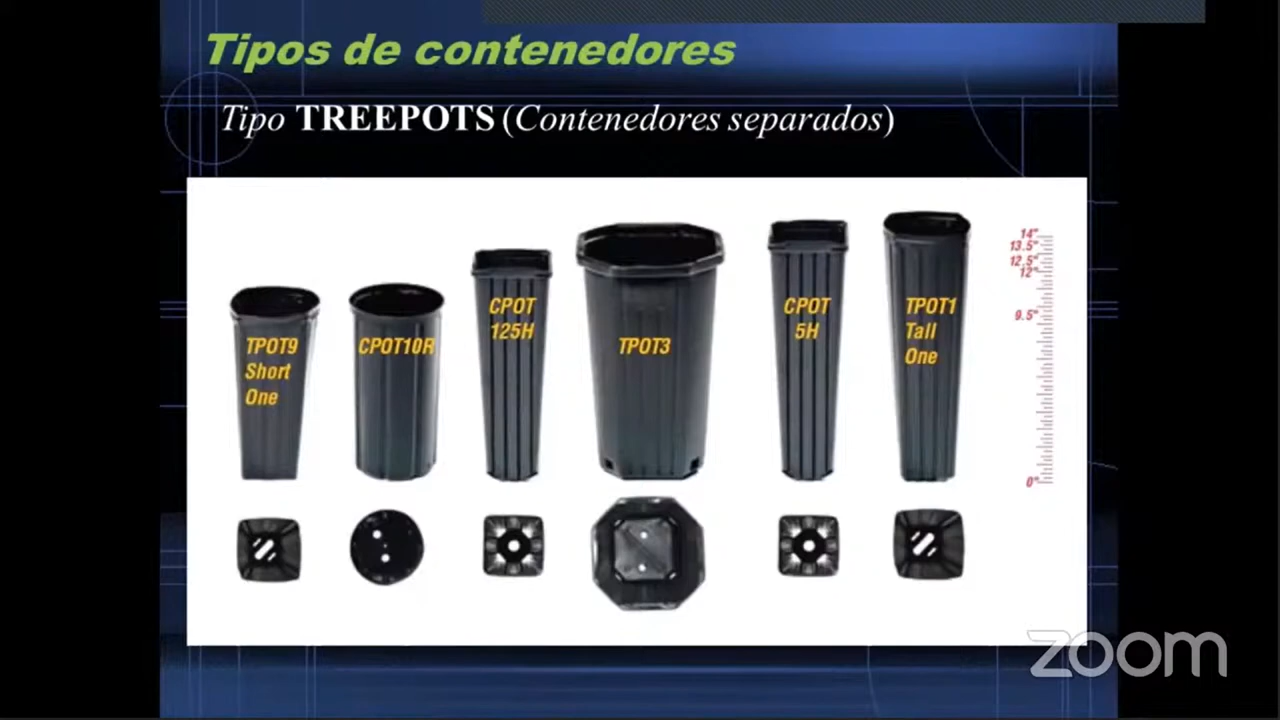 Tipos de contenedores
Tipo TREEPOTS (Contenedores separados)
TPOT9
Short
One
CPOT10R
CPOT
125H
TPOT3
CPOT
5H
TPOT1
Tall
One
14"
13.5"
12.5"
12"
9.5"
0"
zoom